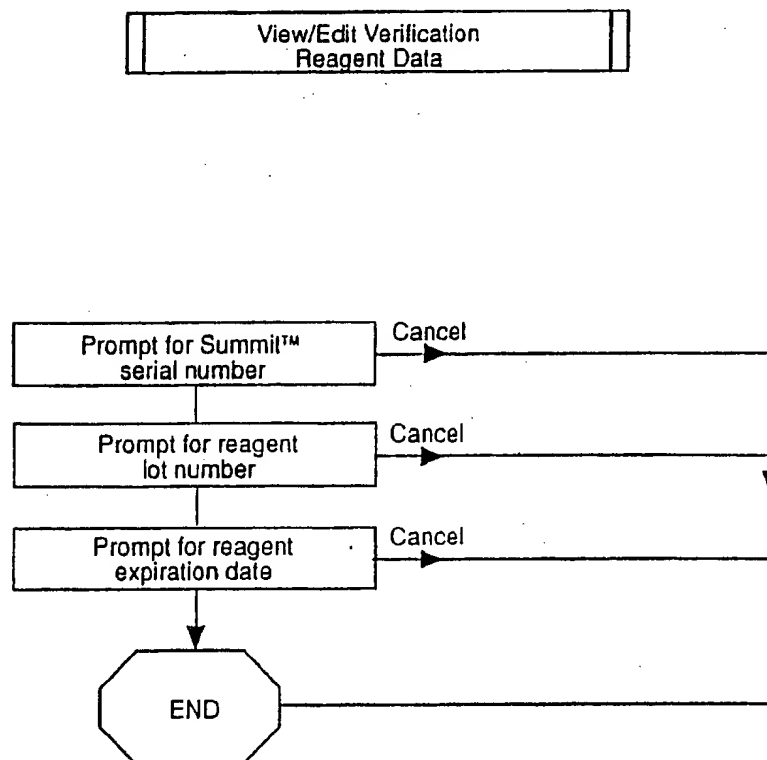 View/Edit Verification
Reagent Data
Prompt for Summit™
serial number
Cancel
Prompt for reagent
lot number
Cancel
Prompt for reagent
expiration date
Cancel
END